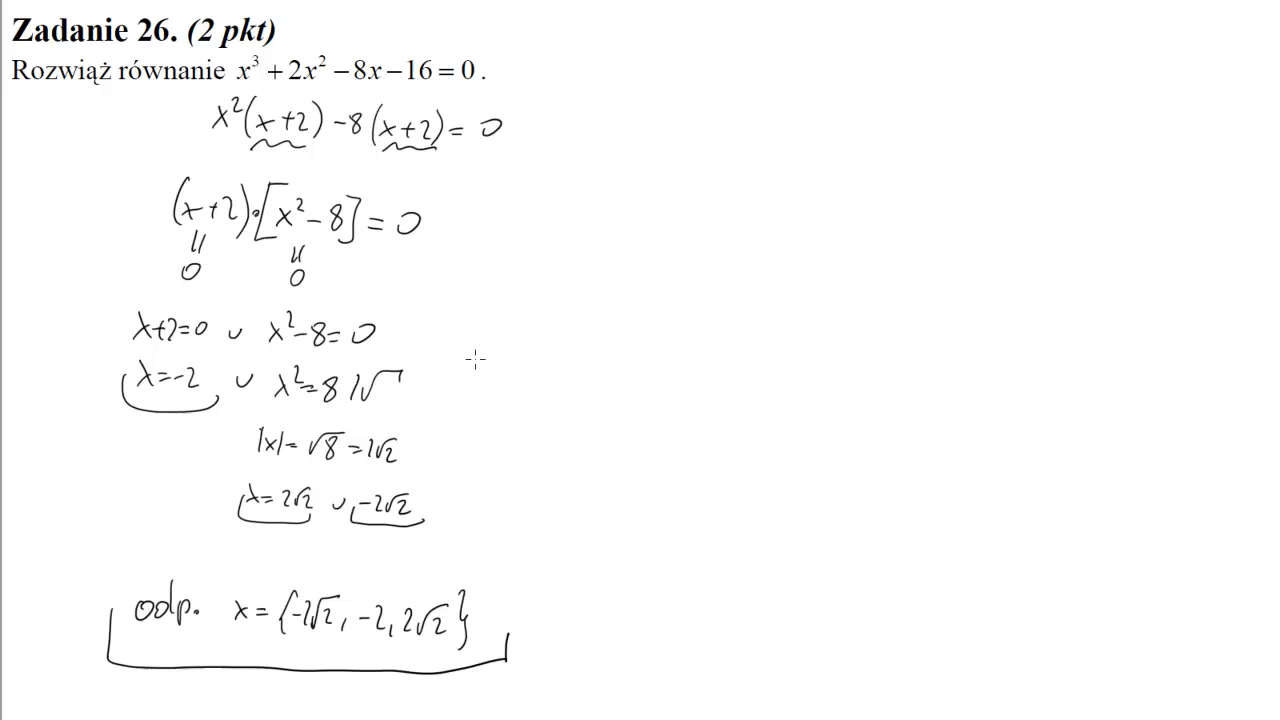 Zadanie 26. (2 pkt)
Rozwiąż równanie x³ + 2x² − 8x − 16 = 0 .
x²(x+2) −8(x+2) = 0
(x+2)·[x²−8] = 0
|| ||
0 0
x+2=0 ∪ x²−8=0
x=−2 ∪ x²=8 /√
|x|= √8 =2√2
x=2√2 ∪ −2√2
odp. x = {−2√2, −2, 2√2}